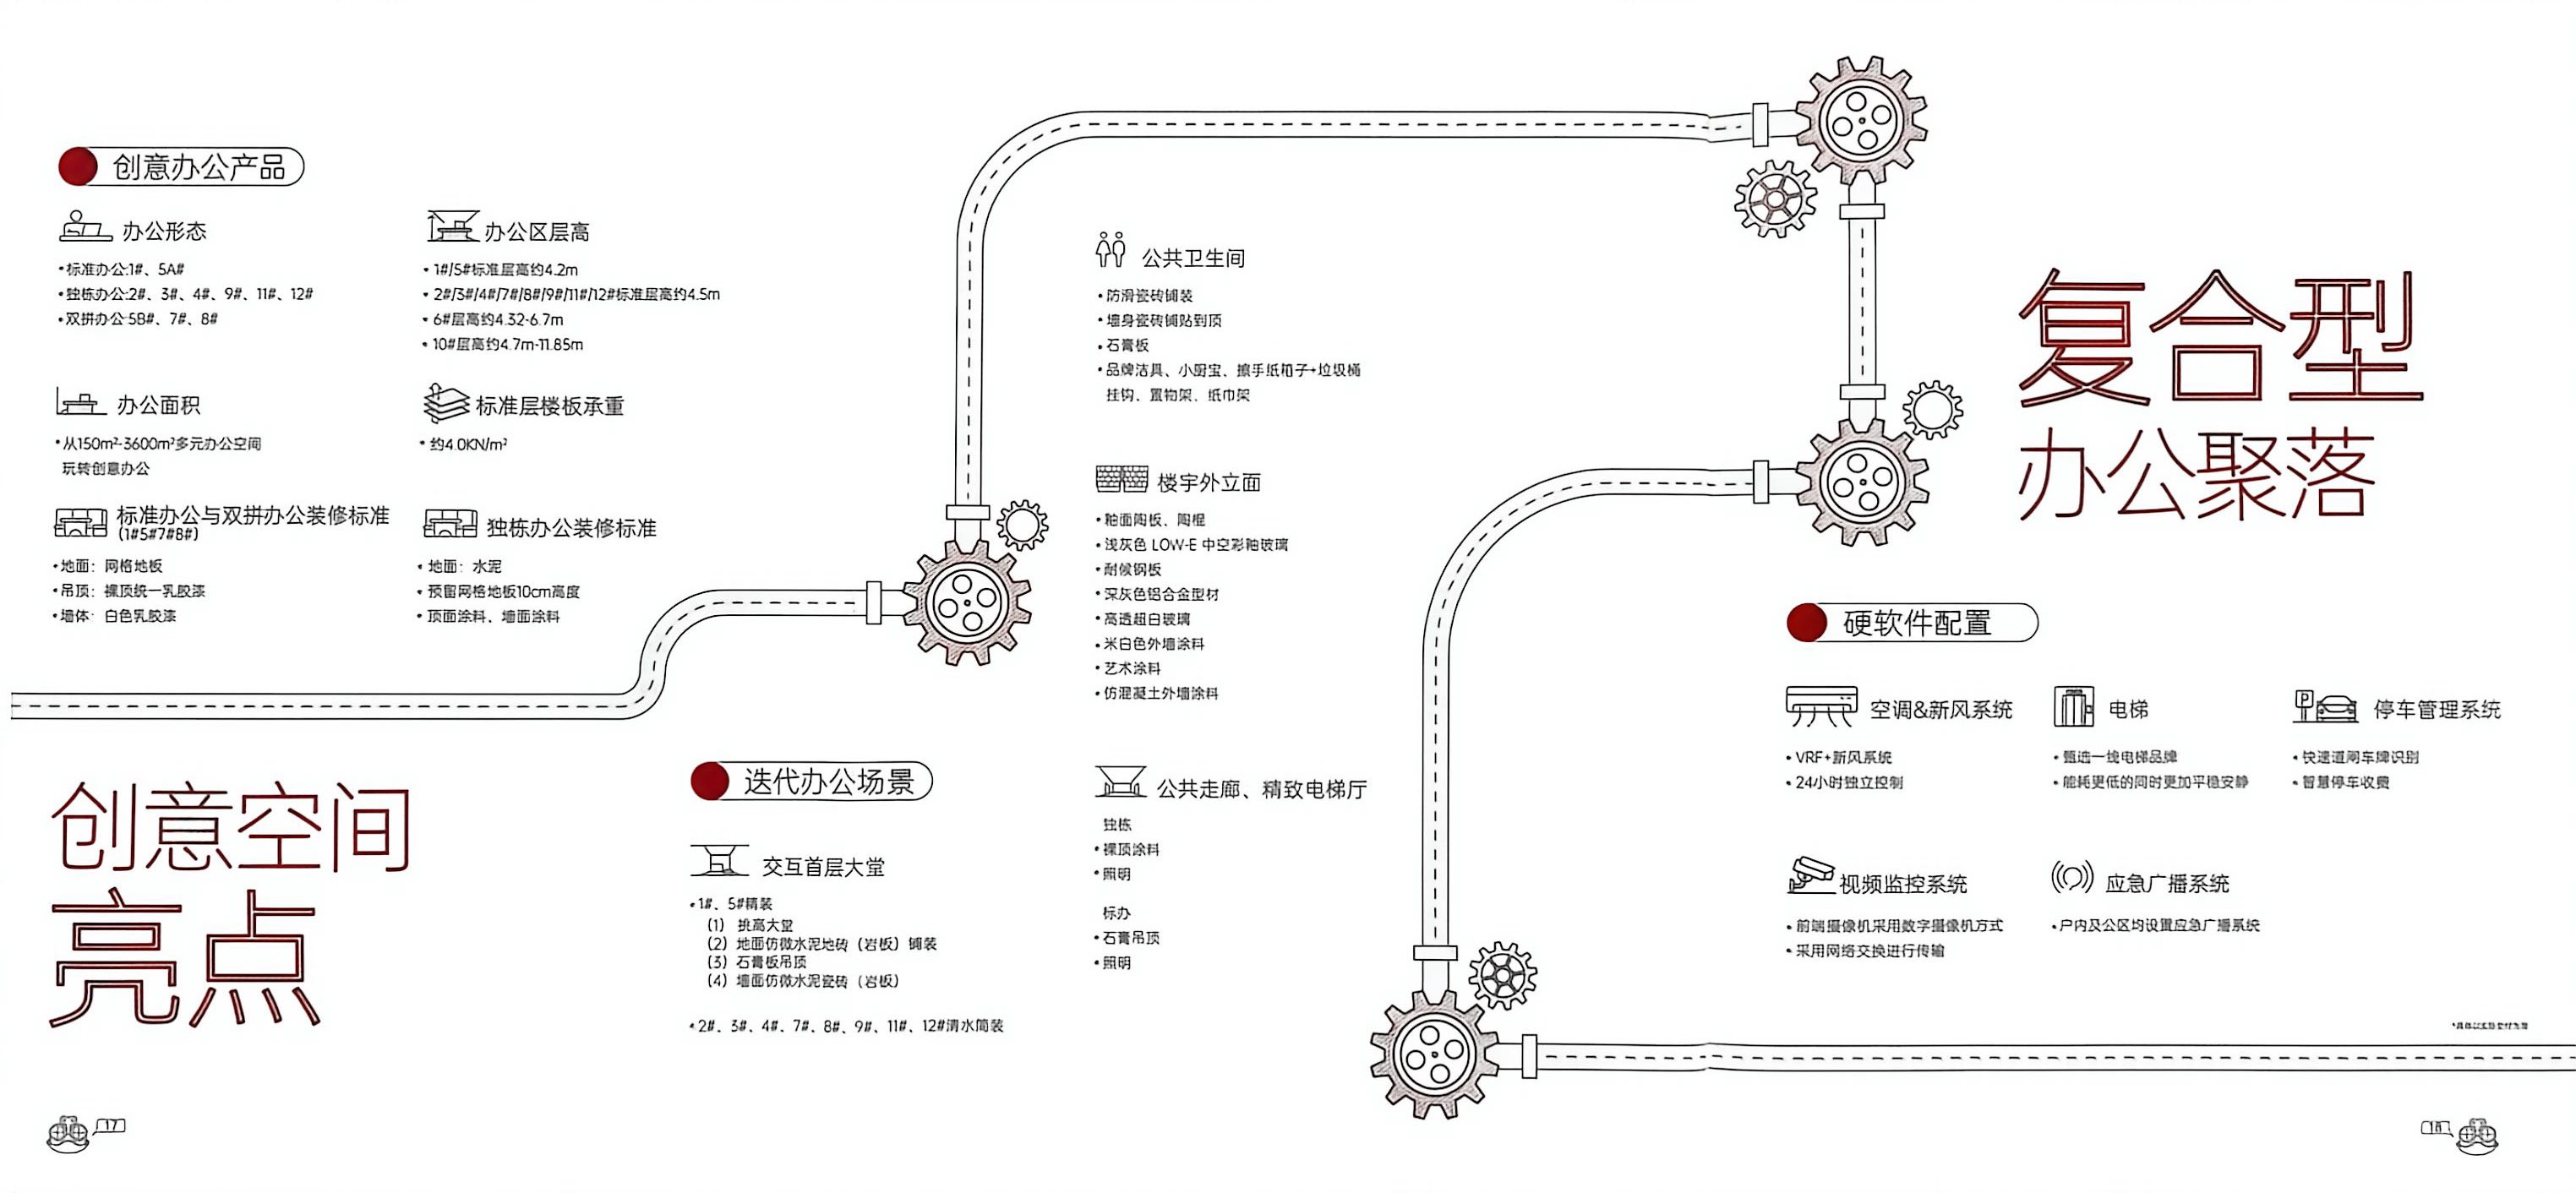 创意办公产品
办公形态
•标准办公:1#、5A#
•独栋办公:2#、3#、4#、9#、11#、12#
•双拼办公:5B#、7#、8#
办公区层高
• 1#/5#标准层高约4.2m
• 2#/3#/4#/7#/8#/9#/11#/12#标准层高约4.5m
• 6#层高约4.32-6.7m
• 10#层高约4.7m-11.85m
办公面积
•从150m²-3600m²多元办公空间
玩转创意办公
标准层楼板承重
• 约4.0KN/m²
标准办公与双拼办公装修标准
(1#5#7#8#)
•地面：网格地板
•吊顶：裸顶统一乳胶漆
•墙体：白色乳胶漆
独栋办公装修标准
• 地面：水泥
• 预留网格地板10cm高度
• 顶面涂料、墙面涂料
创意空间
亮点
迭代办公场景
交互首层大堂
•1#、5#精装
(1) 挑高大堂
(2) 地面仿微水泥地砖（岩板）铺装
(3) 石膏板吊顶
(4) 墙面仿微水泥瓷砖（岩板）
•2#、3#、4#、7#、8#、9#、11#、12#清水简装
公共卫生间
•防滑瓷砖铺装
•墙身瓷砖铺贴到顶
•石膏板
•品牌洁具、小厨宝、擦手纸箱子+垃圾桶
挂钩、置物架、纸巾架
楼宇外立面
•釉面陶板、陶棍
•浅灰色 LOW-E 中空彩釉玻璃
•耐候钢板
•深灰色铝合金型材
•高透超白玻璃
•米白色外墙涂料
•艺术涂料
•仿混凝土外墙涂料
公共走廊、精致电梯厅
独栋
•裸顶涂料
•照明
标办
•石膏吊顶
•照明
复合型
办公聚落
硬软件配置
空调&新风系统
• VRF+新风系统
• 24小时独立控制
电梯
• 甄选一线电梯品牌
• 能耗更低的同时更加平稳安静
停车管理系统
• 快速道闸车牌识别
• 智慧停车收费
视频监控系统
• 前端摄像机采用数字摄像机方式
• 采用网络交换进行传输
应急广播系统
•户内及公区均设置应急广播系统
17
18